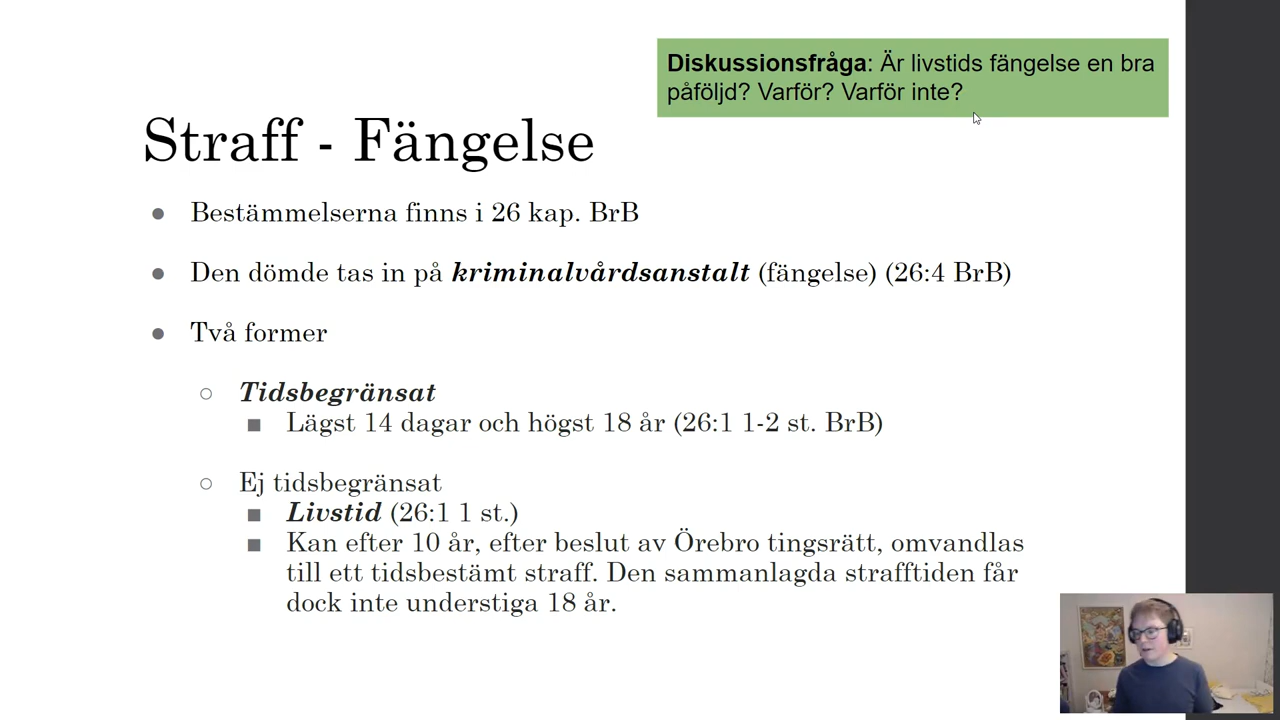 Diskussionsfråga: Är livstids fängelse en bra
påföljd? Varför? Varför inte?
Straff - Fängelse
● Bestämmelserna finns i 26 kap. BrB
● Den dömde tas in på kriminalvårdsanstalt (fängelse) (26:4 BrB)
● Två former
○ Tidsbegränsat
■ Lägst 14 dagar och högst 18 år (26:1 1-2 st. BrB)
○ Ej tidsbegränsat
■ Livstid (26:1 1 st.)
■ Kan efter 10 år, efter beslut av Örebro tingsrätt, omvandlas
till ett tidsbestämt straff. Den sammanlagda strafftiden får
dock inte understiga 18 år.